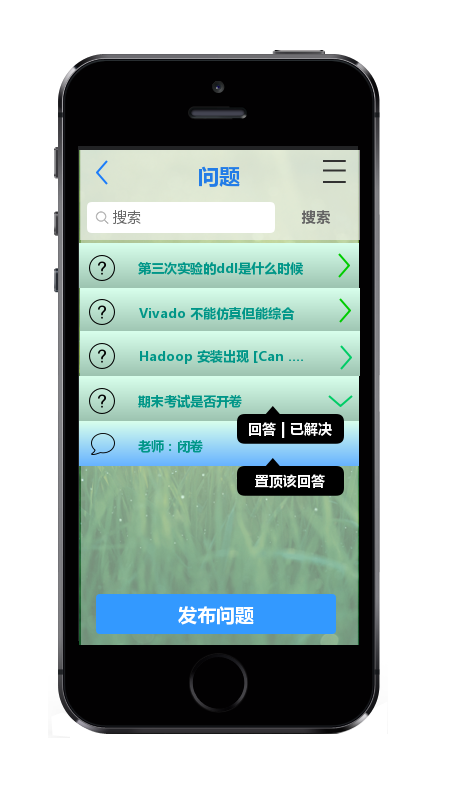 问题
搜索 搜索
第三次实验的ddl是什么时候
Vivado 不能仿真但能综合
Hadoop 安装出现 [Can ....
期末考试是否开卷
回答 | 已解决
老师：闭卷
置顶该回答
发布问题